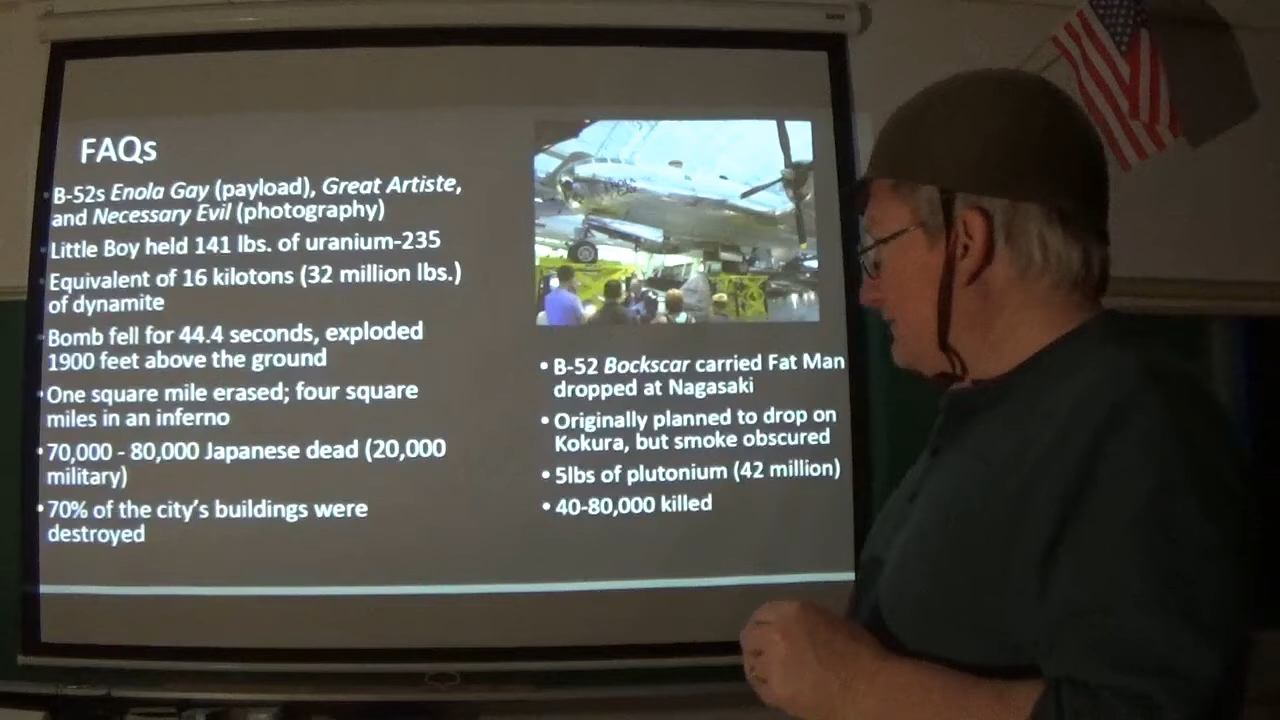 FAQs
• B-52s Enola Gay (payload), Great Artiste,
and Necessary Evil (photography)
• Little Boy held 141 lbs. of uranium-235
• Equivalent of 16 kilotons (32 million lbs.)
of dynamite
• Bomb fell for 44.4 seconds, exploded
1900 feet above the ground
• One square mile erased; four square
miles in an inferno
• 70,000 - 80,000 Japanese dead (20,000
military)
• 70% of the city's buildings were
destroyed
• B-52 Bockscar carried Fat Man
dropped at Nagasaki
• Originally planned to drop on
Kokura, but smoke obscured
• 5lbs of plutonium (42 million)
• 40-80,000 killed